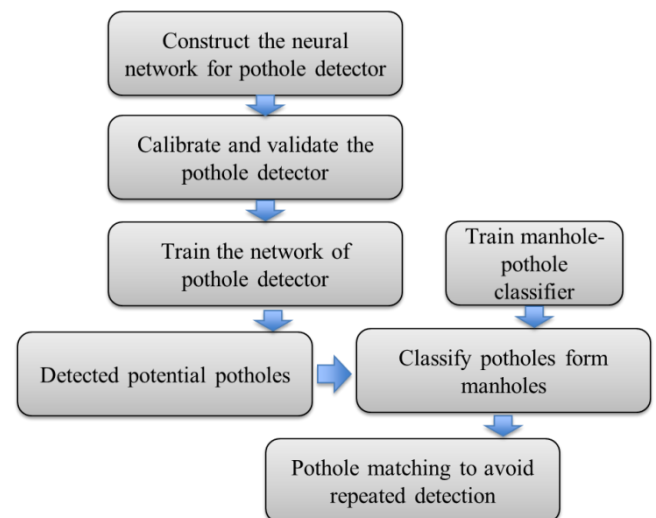 Construct the neural
network for pothole detector
Calibrate and validate the
pothole detector
Train the network of
pothole detector
Train manhole-
pothole
classifier
Detected potential potholes
Classify potholes form
manholes
Pothole matching to avoid
repeated detection